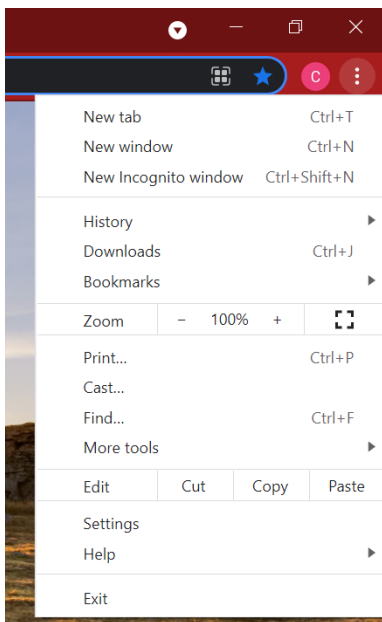 C
New tab Ctrl+T
New window Ctrl+N
New Incognito window Ctrl+Shift+N
History
Downloads Ctrl+J
Bookmarks
Zoom − 100% +
Print... Ctrl+P
Cast...
Find... Ctrl+F
More tools
Edit Cut Copy Paste
Settings
Help
Exit